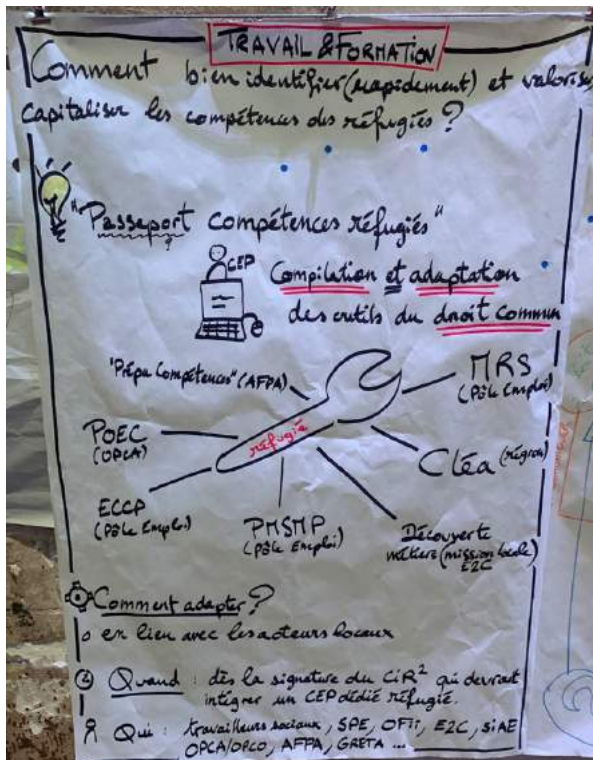 TRAVAIL & FORMATION
Comment bien identifier (rapidement) et valoriser,
capitaliser les compétences des réfugiés ?
"Passeport compétences réfugiés"
?
CEP
Compilation et adaptation
des outils du droit commun
"Prépa Compétences" (AFPA)
MRS
(Pôle Emploi)
POEC
(OPCA)
réfugié
Cléa (région)
ECCP
(Pôle Emploi)
PMSMP
(Pôle Emploi)
Découverte
métiers (mission locale)
E2C
Comment adapter ?
o en lien avec les acteurs locaux
Quand : dès la signature du CiR² qui devrait
intégrer un CEP dédié réfugié.
Qui : travailleurs sociaux, SPE, OFII, E2C, SIAE
OPCA/OPCO, AFPA, GRETA ...